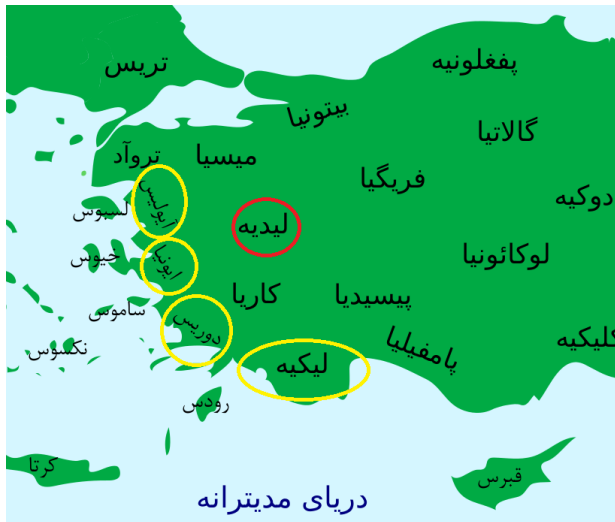 تریس
پفغلونیه
بیتونیا
گالاتیا
تروآد
میسیا
فریگیا
دوکیه
آیولیس
لسبوس
لیدیه
لوکائونیا
ایونیا
خیوس
کاریا
پیسیدیا
ساموس
دوریس
پامفیلیا
کلیکیه
نکسوس
لیکیه
رودس
کرتا
قبرس
دریای مدیترانه